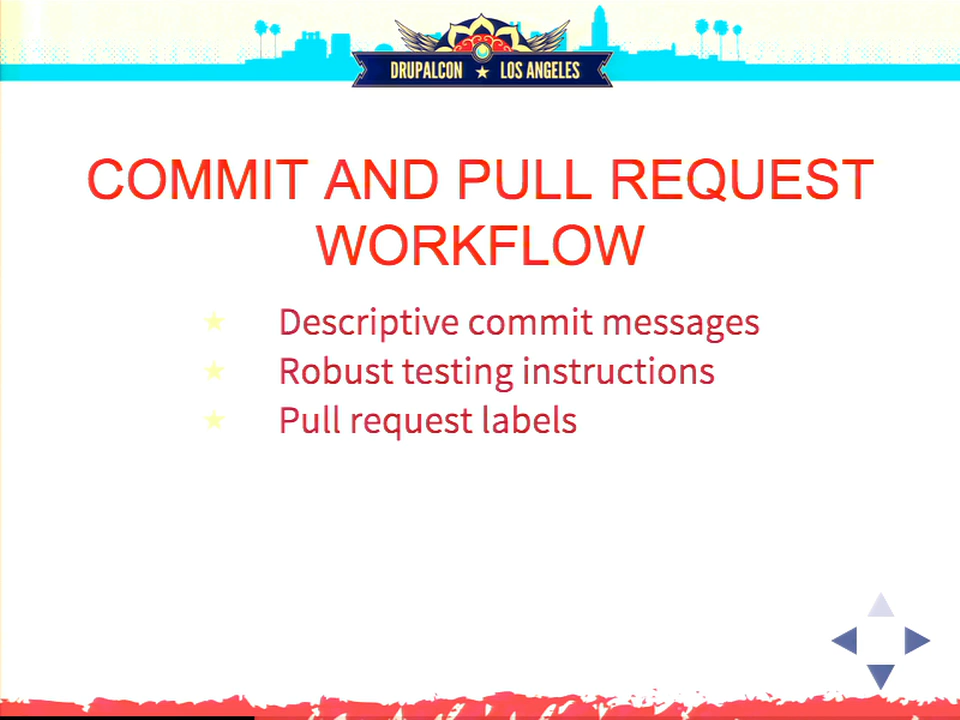 DRUPALCON ★ LOS ANGELES
COMMIT AND PULL REQUEST
WORKFLOW
★ Descriptive commit messages
★ Robust testing instructions
★ Pull request labels